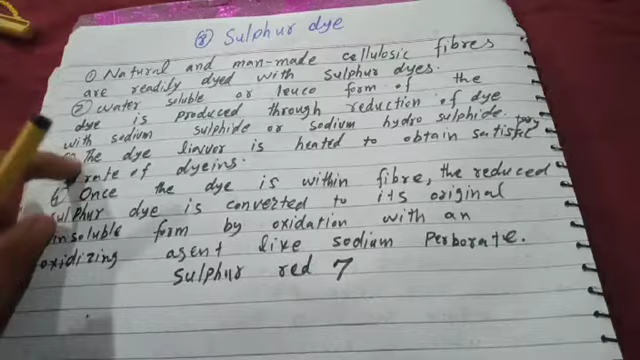 ⑧ Sulphur dye
① Natural and man-made cellulosic fibres
are readily dyed with sulphur dyes.
② Water soluble or leuco form of the
dye is produced through reduction of dye
with sodium sulphide or sodium hydro sulphide.
The dye liquor is heated to obtain satisfactory
rate of dyeins.
Once the dye is within fibre, the reduced
sulphur dye is converted to its original
insoluble form by oxidation with an
oxidizing agent like sodium perborate.
Sulphur red 7